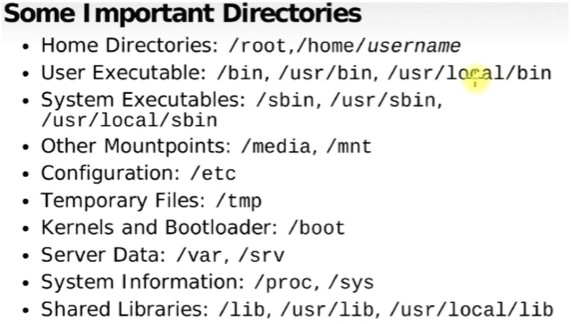 Some Important Directories
• Home Directories: /root,/home/username
• User Executable: /bin, /usr/bin, /usr/local/bin
• System Executables: /sbin, /usr/sbin,
/usr/local/sbin
• Other Mountpoints: /media, /mnt
• Configuration: /etc
• Temporary Files: /tmp
• Kernels and Bootloader: /boot
• Server Data: /var, /srv
• System Information: /proc, /sys
• Shared Libraries: /lib, /usr/lib, /usr/local/lib